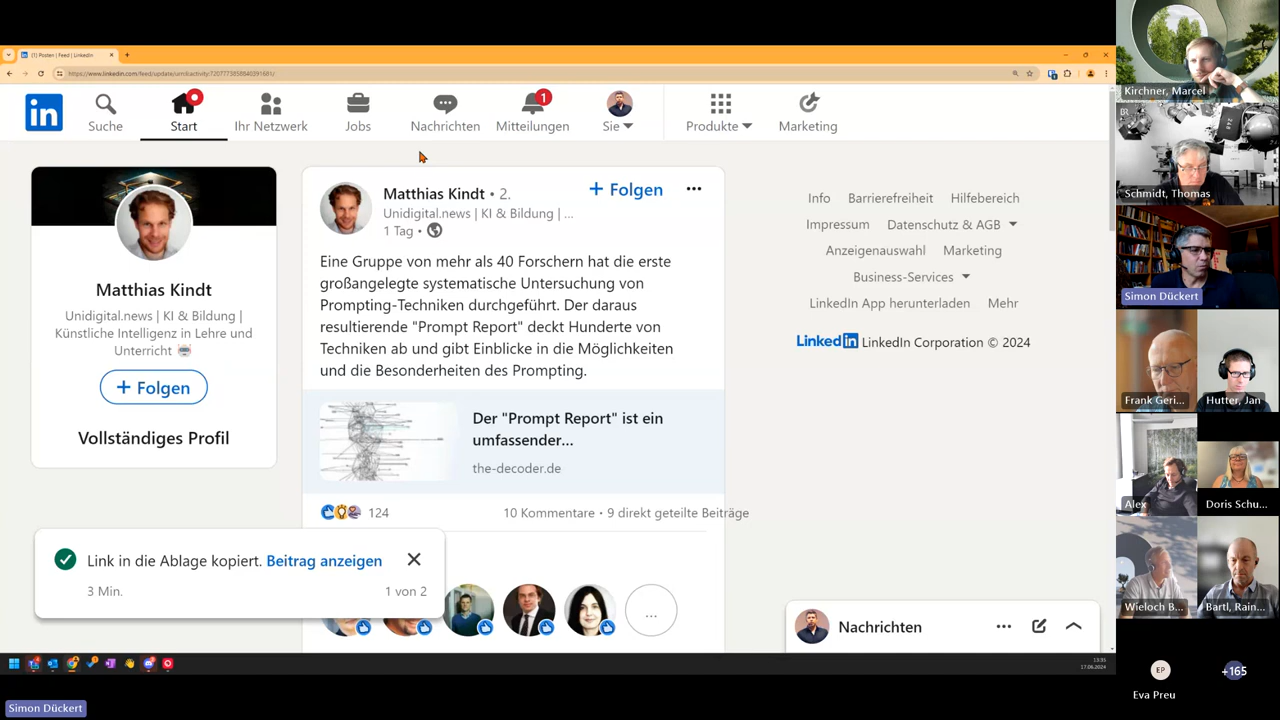 (1) Posten | Feed | LinkedIn
in
Suche
Start
Ihr Netzwerk
Jobs
Nachrichten
1
Mitteilungen
Sie
Produkte
Marketing
Matthias Kindt
Unidigital.news | KI & Bildung |
Künstliche Intelligenz in Lehre und
Unterricht
+ Folgen
Vollständiges Profil
Matthias Kindt • 2.
Unidigital.news | KI & Bildung | ...
1 Tag •
+ Folgen
Eine Gruppe von mehr als 40 Forschern hat die erste
großangelegte systematische Untersuchung von
Prompting-Techniken durchgeführt. Der daraus
resultierende "Prompt Report" deckt Hunderte von
Techniken ab und gibt Einblicke in die Möglichkeiten
und die Besonderheiten des Prompting.
Der "Prompt Report" ist ein
umfassender...
the-decoder.de
124
10 Kommentare • 9 direkt geteilte Beiträge
Link in die Ablage kopiert. Beitrag anzeigen
3 Min.
1 von 2
Info
Barrierefreiheit
Hilfebereich
Impressum
Datenschutz & AGB
Anzeigenauswahl
Marketing
Business-Services
LinkedIn App herunterladen
Mehr
LinkedIn LinkedIn Corporation © 2024
Nachrichten
13:31
17.06.2024
Kirchner, Marcel
Schmidt, Thomas
Simon Dückert
Frank Geri...
Hutter, Jan
Alex
Doris Schu...
Wieloch B...
Bartl, Rain...
EP
Eva Preu
+165
Simon Dückert